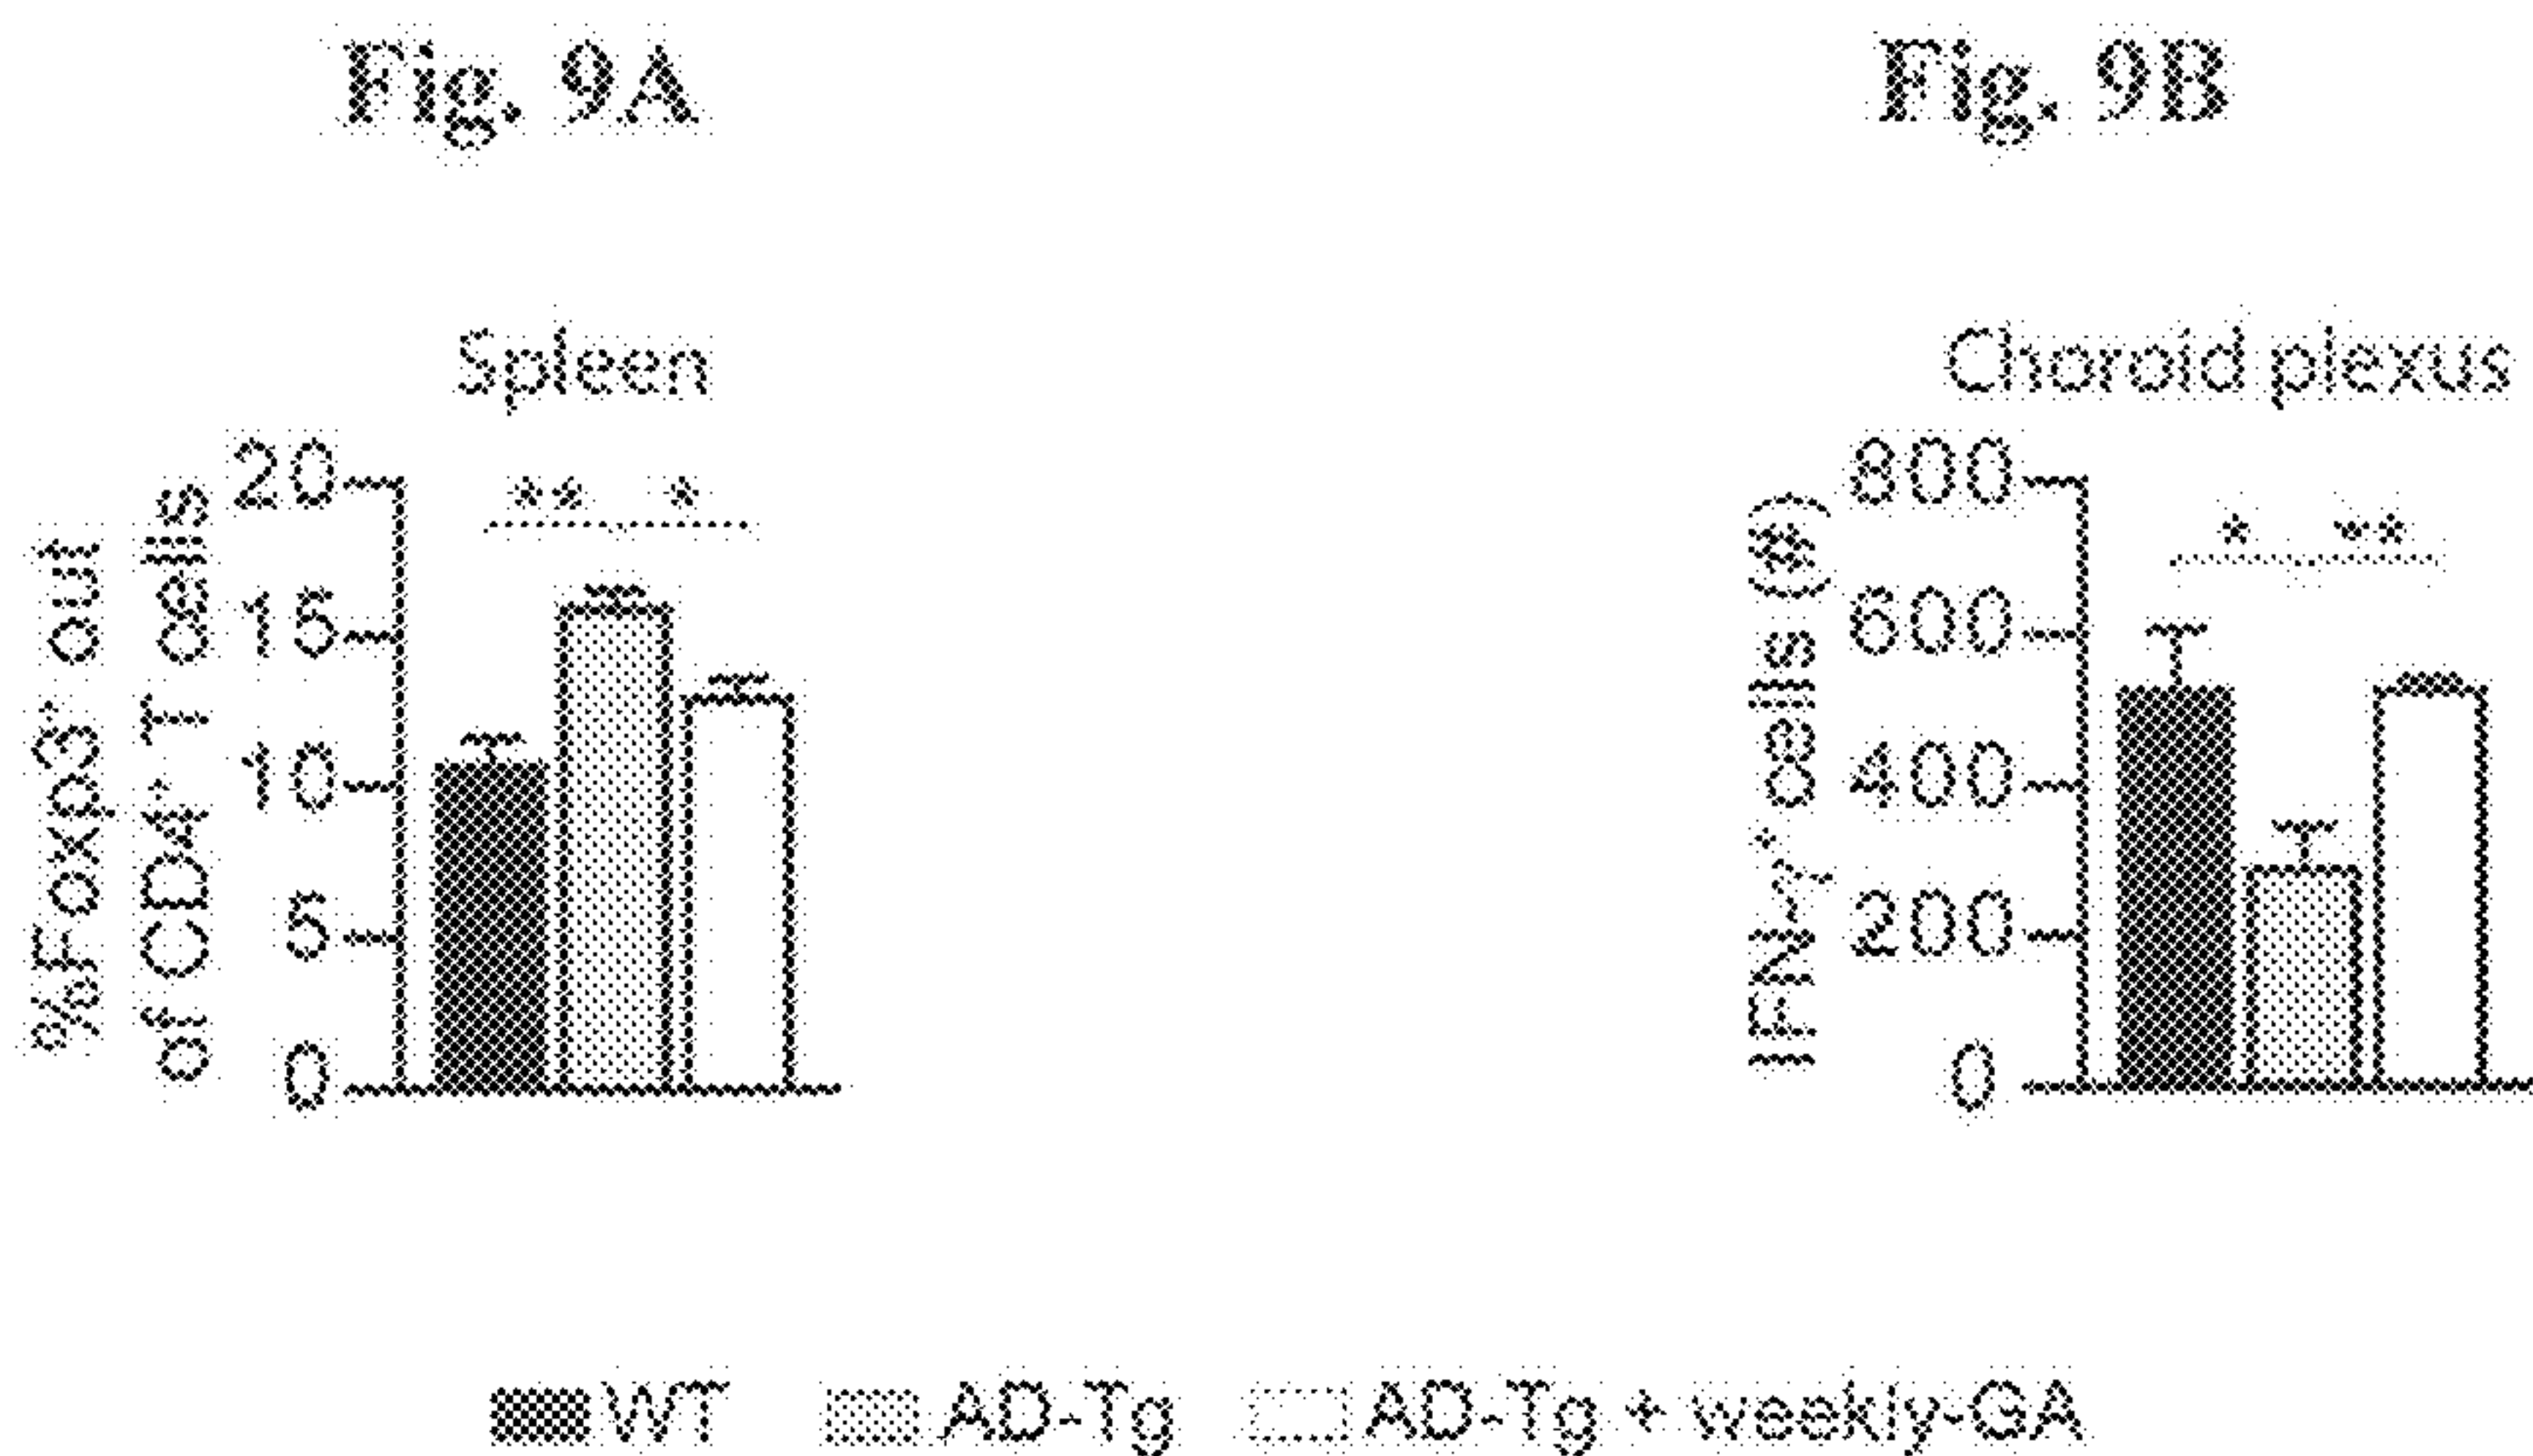 Fig. 9A
Fig. 9B
Spleen
%Foxp3⁺ out
of CD4⁺ T cells
20
15
10
5
0
** *
Choroid plexus
IFN-γ⁺ cells (#)
800
600
400
200
0
* **
WT AD-Tg AD-Tg + weekly-GA